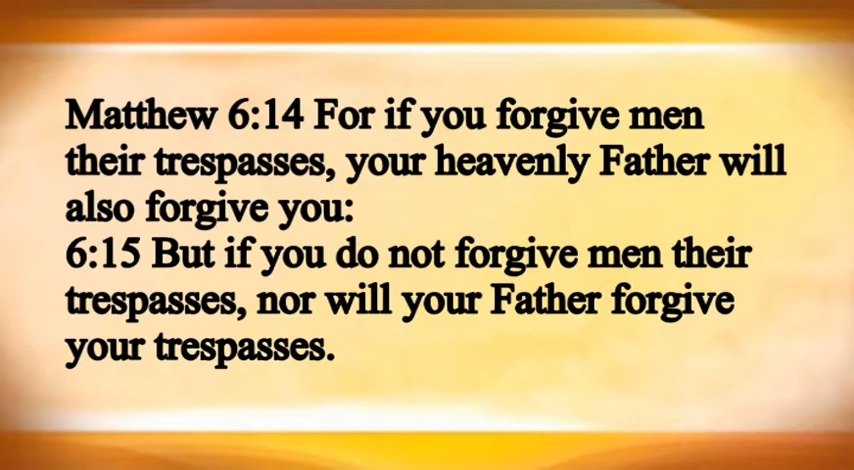 Matthew 6:14 For if you forgive men
their trespasses, your heavenly Father will
also forgive you:
6:15 But if you do not forgive men their
trespasses, nor will your Father forgive
your trespasses.